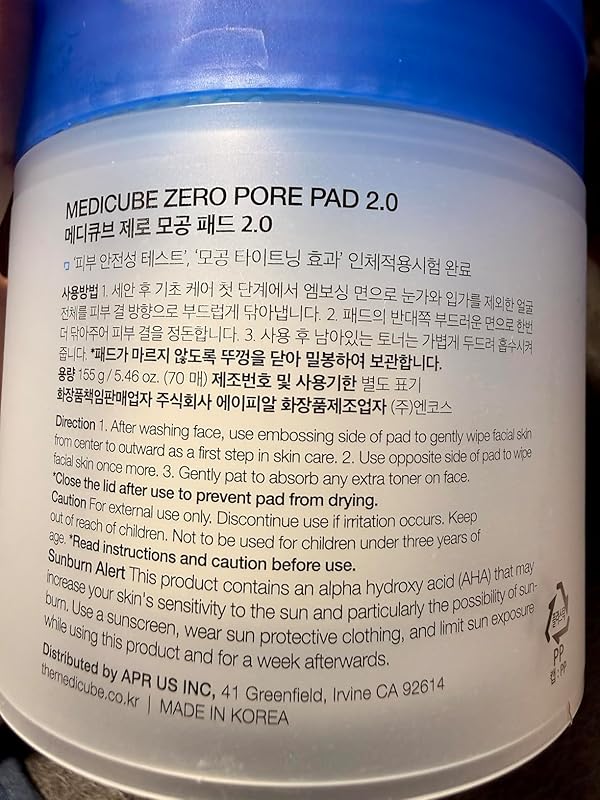 MEDICUBE ZERO PORE PAD 2.0
메디큐브 제로 모공 패드 2.0
'피부 안전성 테스트', '모공 타이트닝 효과' 인체적용시험 완료
사용방법 1. 세안 후 기초 케어 첫 단계에서 엠보싱 면으로 눈가와 입가를 제외한 얼굴
전체를 피부 결 방향으로 부드럽게 닦아냅니다. 2. 패드의 반대쪽 부드러운 면으로 한번
더 닦아주어 피부 결을 정돈합니다. 3. 사용 후 남아있는 토너는 가볍게 두드려 흡수시켜
줍니다. *패드가 마르지 않도록 뚜껑을 닫아 밀봉하여 보관합니다.
용량 155 g / 5.46 oz. (70 매) 제조번호 및 사용기한 별도 표기
화장품책임판매업자 주식회사 에이피알 화장품제조업자 (주)엔코스
Direction 1. After washing face, use embossing side of pad to gently wipe facial skin
from center to outward as a first step in skin care. 2. Use opposite side of pad to wipe
facial skin once more. 3. Gently pat to absorb any extra toner on face.
*Close the lid after use to prevent pad from drying.
Caution For external use only. Discontinue use if irritation occurs. Keep
out of reach of children. Not to be used for children under three years of
age. *Read instructions and caution before use.
Sunburn Alert This product contains an alpha hydroxy acid (AHA) that may
increase your skin's sensitivity to the sun and particularly the possibility of sun-
burn. Use a sunscreen, wear sun protective clothing, and limit sun exposure
while using this product and for a week afterwards.
Distributed by APR US INC, 41 Greenfield, Irvine CA 92614
themedicube.co.kr | MADE IN KOREA
플라스틱
PP
캡 : PP